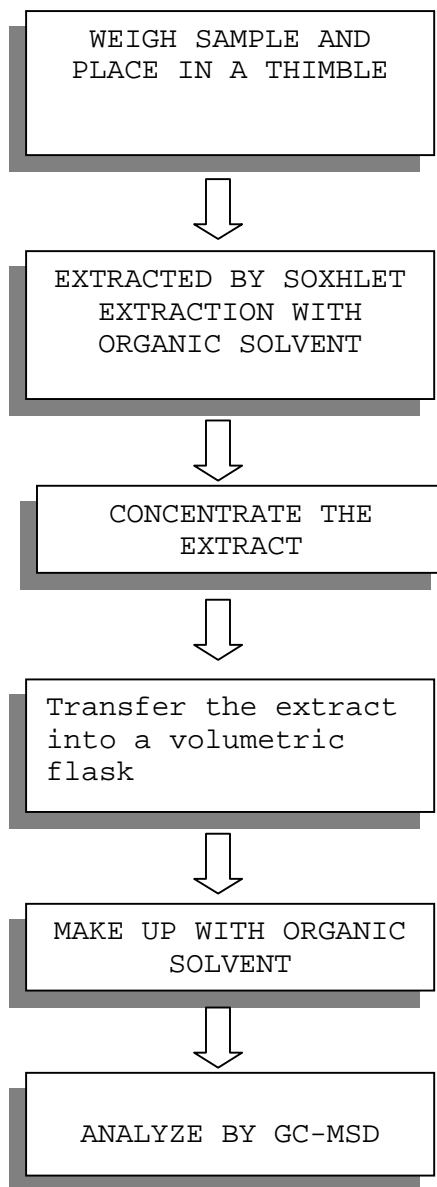 WEIGH SAMPLE AND
PLACE IN A THIMBLE
EXTRACTED BY SOXHLET
EXTRACTION WITH
ORGANIC SOLVENT
CONCENTRATE THE
EXTRACT
Transfer the extract
into a volumetric
flask
MAKE UP WITH ORGANIC
SOLVENT
ANALYZE BY GC-MSD